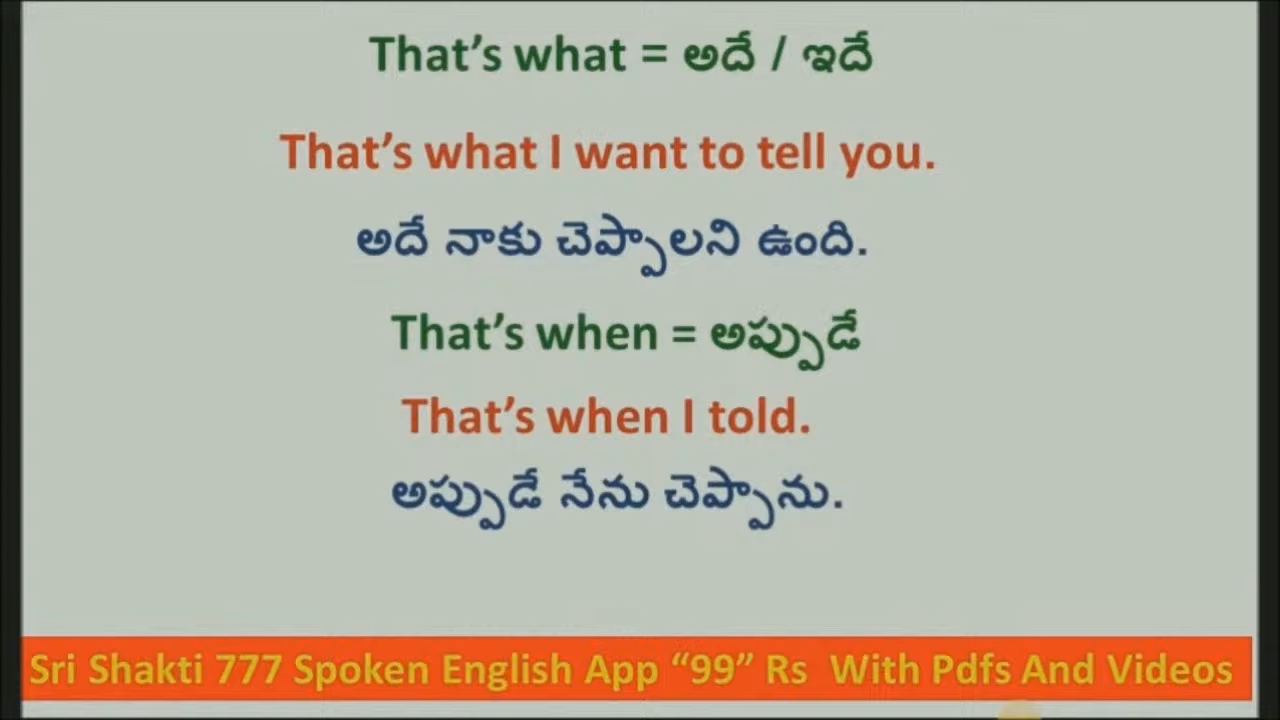 That’s what = అదే / ఇదే
That’s what I want to tell you.
అదే నాకు చెప్పాలని ఉంది.
That’s when = అప్పుడే
That’s when I told.
అప్పుడే నేను చెప్పాను.
Sri Shakti 777 Spoken English App “99” Rs With Pdfs And Videos